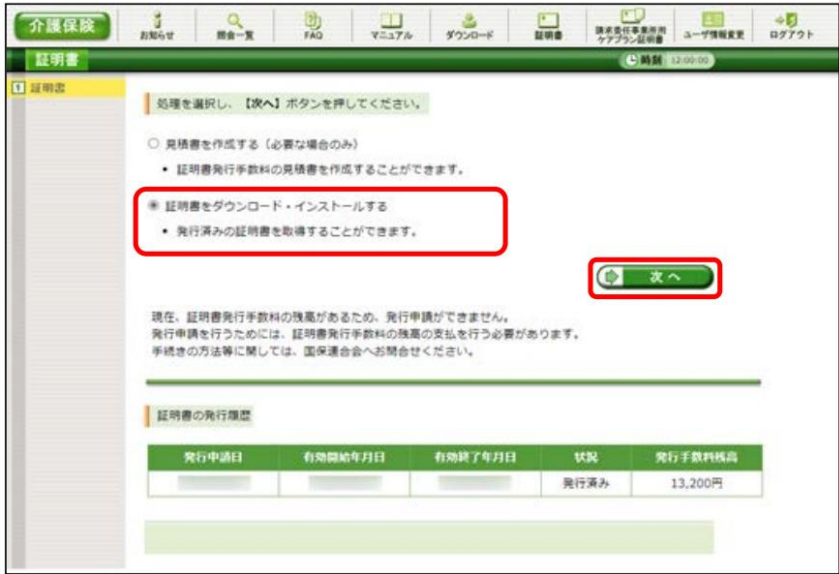 介護保険
お知らせ
照会一覧
FAQ
マニュアル
ダウンロード
証明書
請求委任事業所用
ケアプラン証明書
ユーザ情報変更
ログアウト
証明書
時刻 12:00:00
1 証明書
処理を選択し、【次へ】ボタンを押してください。
見積書を作成する（必要な場合のみ）
• 証明書発行手数料の見積書を作成することができます。
証明書をダウンロード・インストールする
• 発行済みの証明書を取得することができます。
次へ
現在、証明書発行手数料の残高があるため、発行申請ができません。
発行申請を行うためには、証明書発行手数料の残高の支払を行う必要があります。
手続きの方法等に関しては、国保連合会へお問合せください。
証明書の発行履歴
発行申請日 有効開始年月日 有効終了年月日 状況 発行手数料残高
発行済み 13,200円